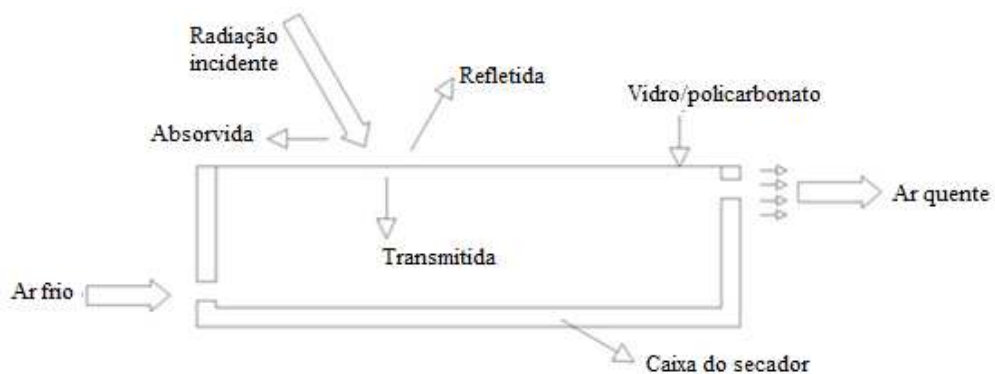 Radiação
incidente
Refletida
Vidro/policarbonato
Absorvida
Ar quente
Transmitida
Ar frio
Caixa do secador